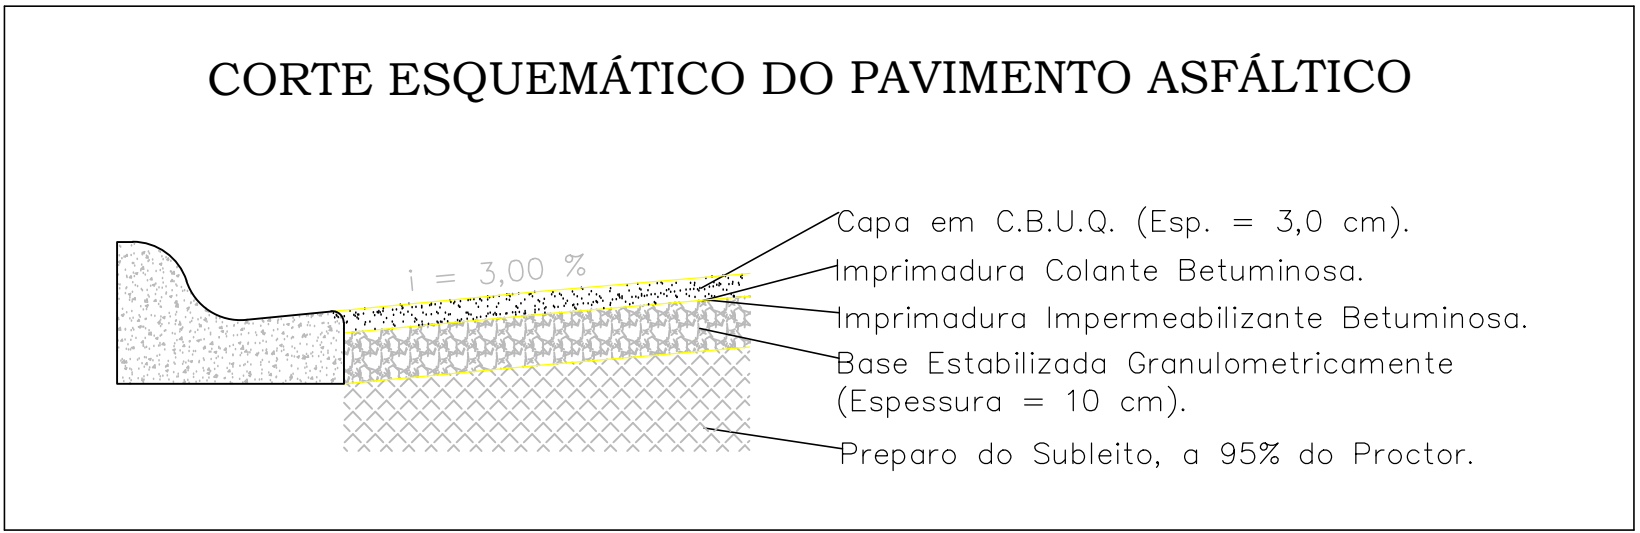 CORTE ESQUEMÁTICO DO PAVIMENTO ASFÁLTICO
i = 3,00 %
Capa em C.B.U.Q. (Esp. = 3,0 cm).
Imprimadura Colante Betuminosa.
Imprimadura Impermeabilizante Betuminosa.
Base Estabilizada Granulometricamente
(Espessura = 10 cm).
Preparo do Subleito, a 95% do Proctor.